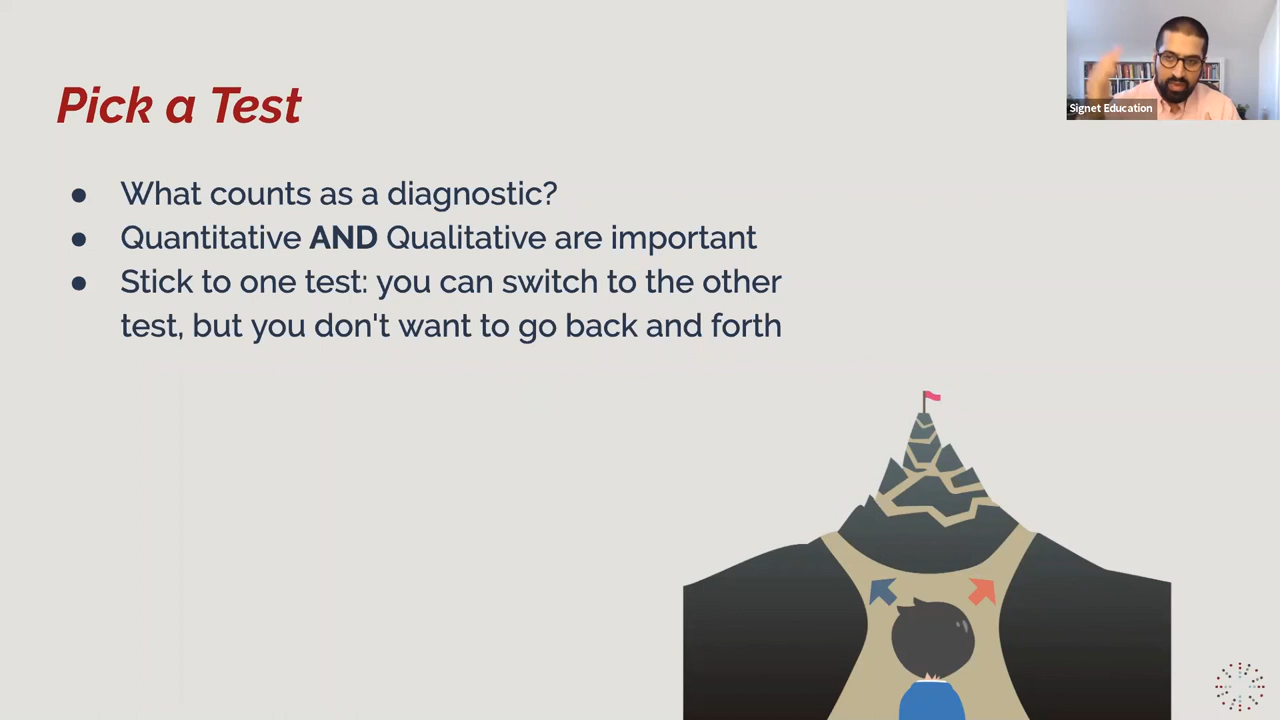 Pick a Test
Signet Education
● What counts as a diagnostic?
● Quantitative AND Qualitative are important
● Stick to one test: you can switch to the other
test, but you don't want to go back and forth